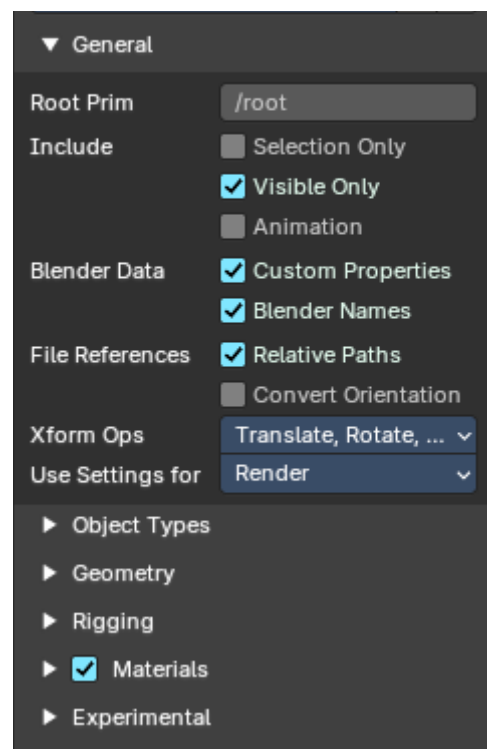 General
Root Prim /root
Include Selection Only
Visible Only
Animation
Blender Data Custom Properties
Blender Names
File References Relative Paths
Convert Orientation
Xform Ops Translate, Rotate, ...
Use Settings for Render
Object Types
Geometry
Rigging
Materials
Experimental